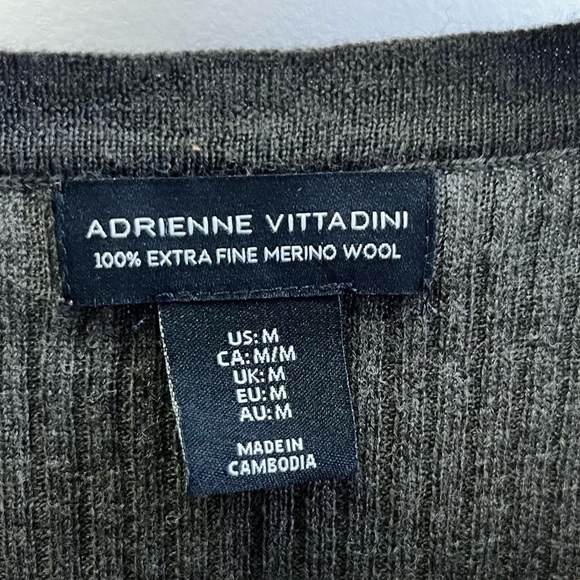 ADRIENNE VITTADINI
100% EXTRA FINE MERINO WOOL
US: M
CA: M/M
UK: M
EU: M
AU: M
MADE IN
CAMBODIA